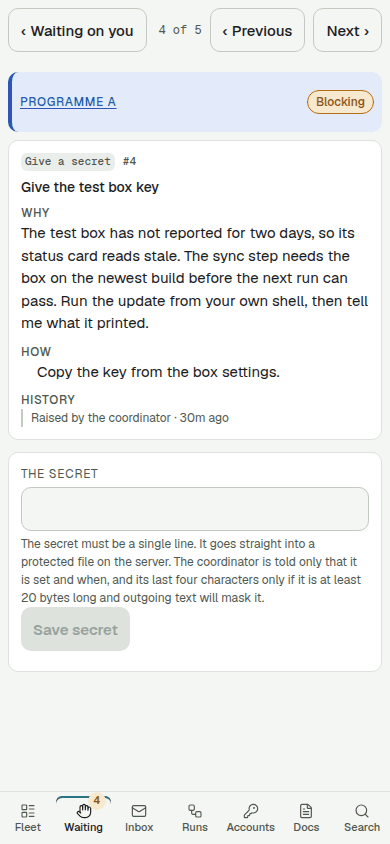 ‹ Waiting on you 4 of 5 ‹ Previous Next ›
PROGRAMME A Blocking
Give a secret #4
Give the test box key
WHY
The test box has not reported for two days, so its
status card reads stale. The sync step needs the
box on the newest build before the next run can
pass. Run the update from your own shell, then tell
me what it printed.
HOW
Copy the key from the box settings.
HISTORY
Raised by the coordinator · 30m ago
THE SECRET
The secret must be a single line. It goes straight into a
protected file on the server. The coordinator is told only that it
is set and when, and its last four characters only if it is at least
20 bytes long and outgoing text will mask it.
Save secret
4
Fleet Waiting Inbox Runs Accounts Docs Search